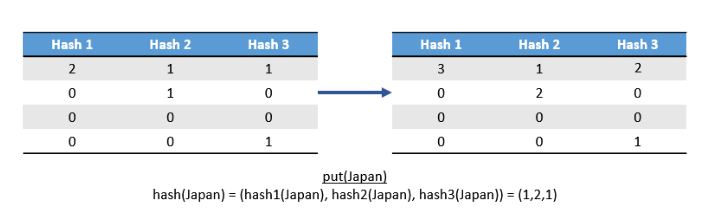 Hash 1 Hash 2 Hash 3 Hash 1 Hash 2 Hash 3
2 1 1 3 1 2
0 1 0 0 2 0
0 0 0 0 0 0
0 0 1 0 0 1
put(Japan)
hash(Japan) = (hash1(Japan), hash2(Japan), hash3(Japan)) = (1,2,1)